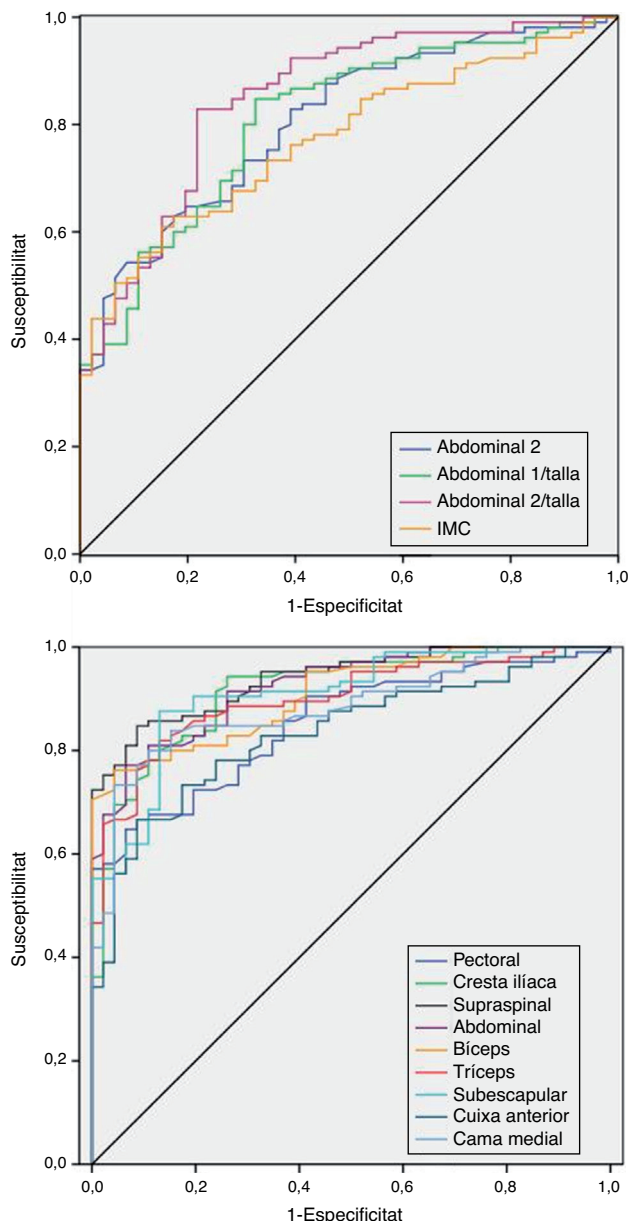 1,0
0,8
0,6
0,4
0,2
0,0
Susceptibilitat
Abdominal 2
Abdominal 1/talla
Abdominal 2/talla
IMC
0,0 0,2 0,4 0,6 0,8 1,0
1-Especificitat
1,0
0,8
0,6
0,4
0,2
0,0
Susceptibilitat
Pectoral
Cresta ilíaca
Supraspinal
Abdominal
Bíceps
Tríceps
Subescapular
Cuixa anterior
Cama medial
0,0 0,2 0,4 0,6 0,8 1,0
1-Especificitat